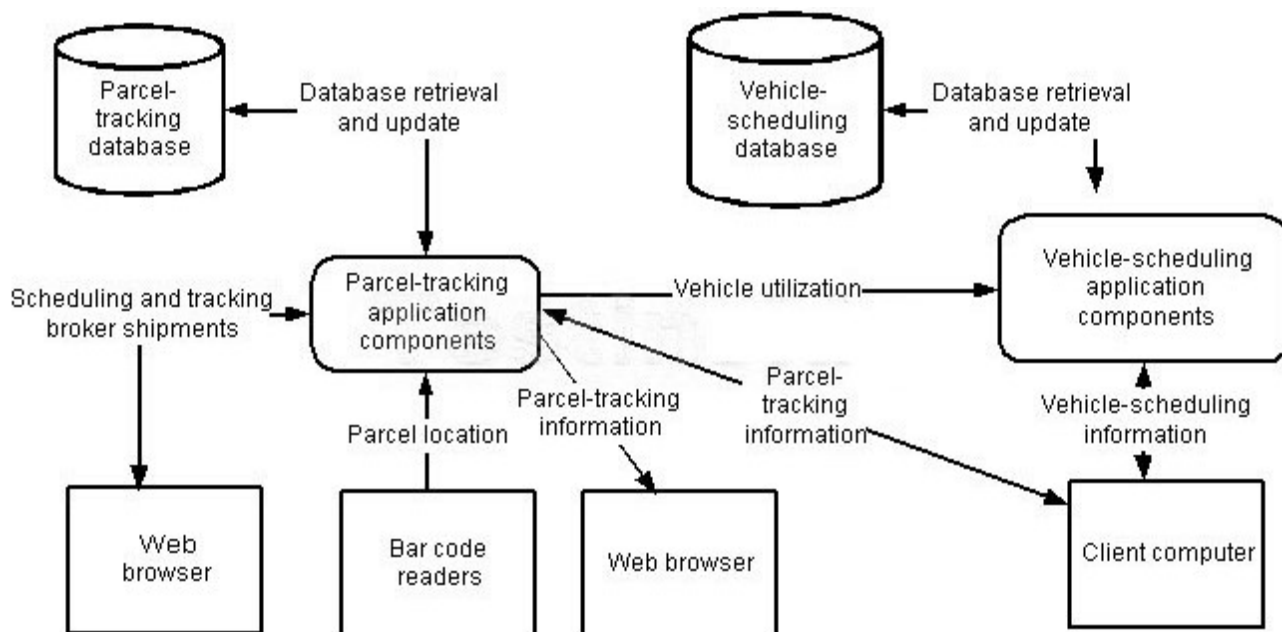 Parcel-
tracking
database
Database retrieval
and update
Vehicle-
scheduling
database
Database retrieval
and update
Scheduling and tracking
broker shipments
Parcel-tracking
application
components
Vehicle utilization
Vehicle-scheduling
application
components
Parcel location
Parcel-tracking
information
Parcel-
tracking
information
Vehicle-scheduling
information
Web
browser
Bar code
readers
Web browser
Client computer